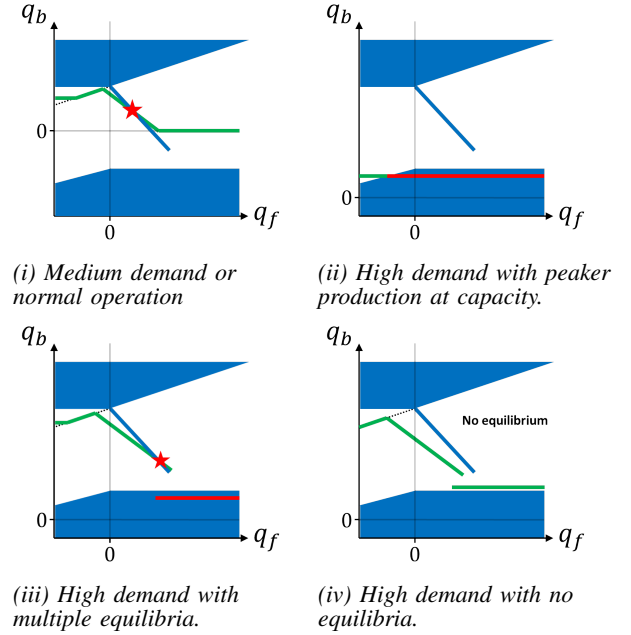 q_b
0
q_f
0
(i) Medium demand or
normal operation
q_b
0
q_f
0
(ii) High demand with peaker
production at capacity.
q_b
0
q_f
0
(iii) High demand with
multiple equilibria.
q_b
No equilibrium
0
q_f
0
(iv) High demand with no
equilibria.